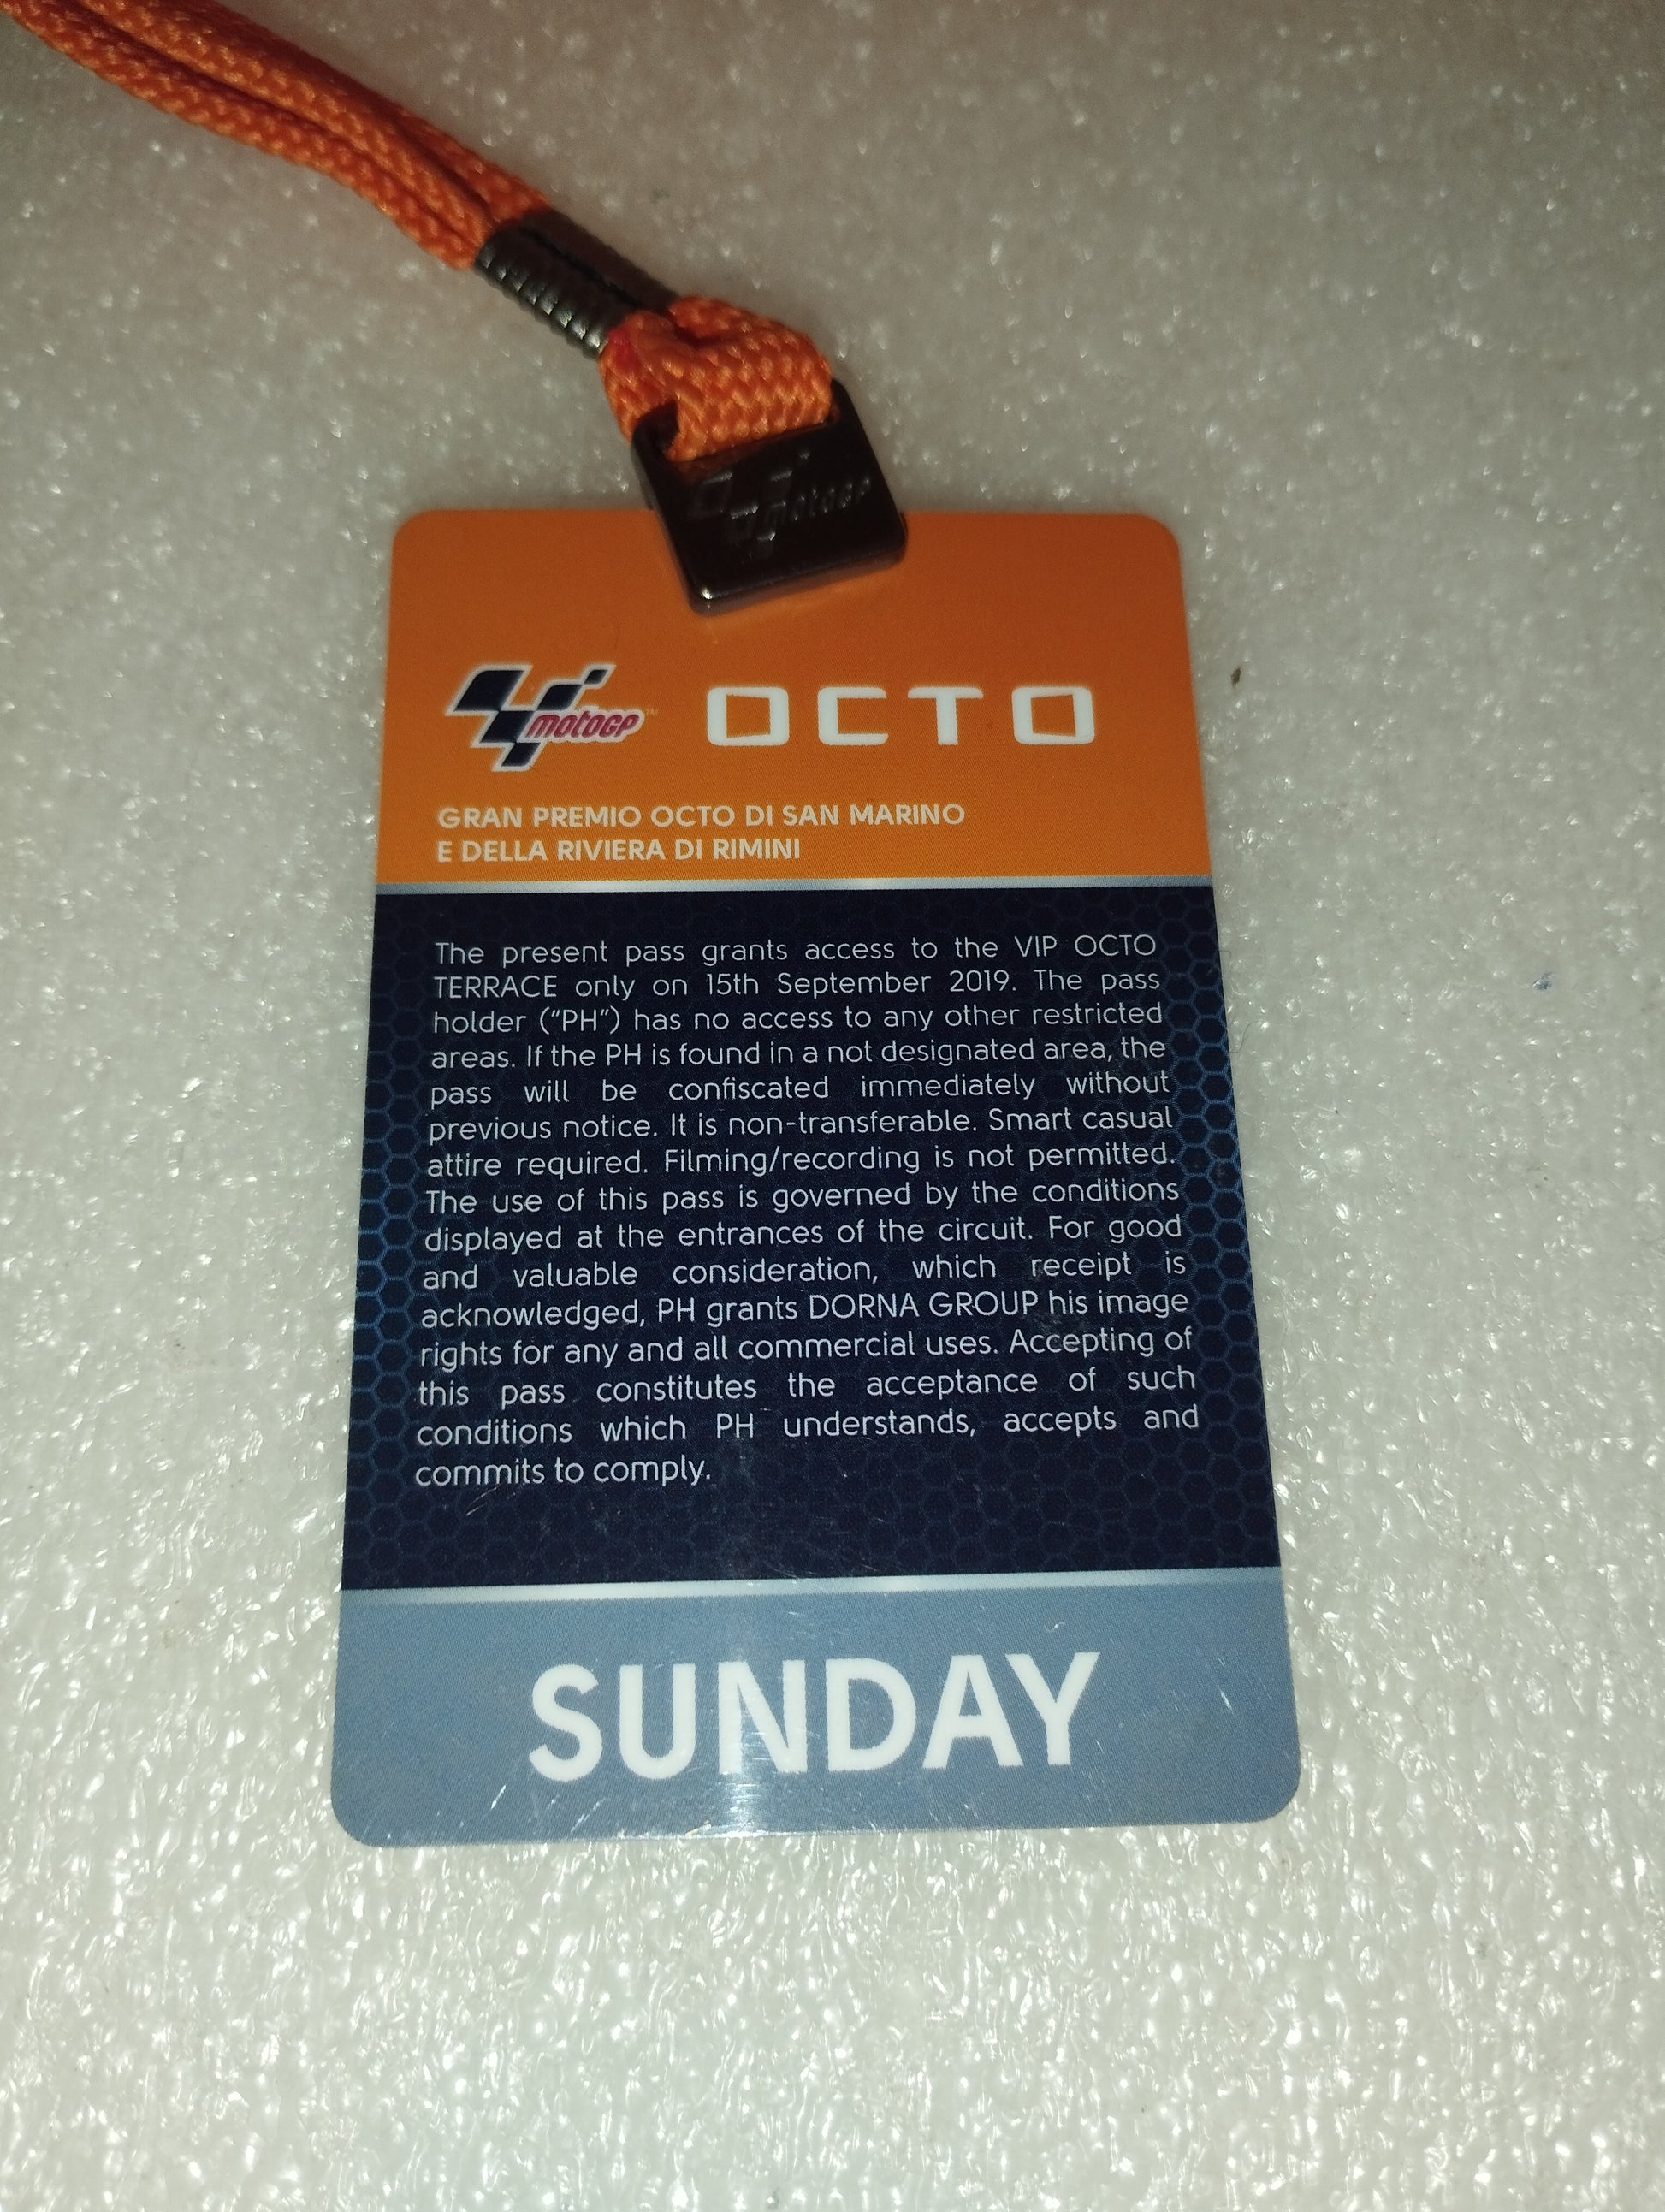 motogp
motoGP™ OCTO
GRAN PREMIO OCTO DI SAN MARINO
E DELLA RIVIERA DI RIMINI
The present pass grants access to the VIP OCTO
TERRACE only on 15th September 2019. The pass
holder (“PH”) has no access to any other restricted
areas. If the PH is found in a not designated area, the
pass will be confiscated immediately without
previous notice. It is non-transferable. Smart casual
attire required. Filming/recording is not permitted.
The use of this pass is governed by the conditions
displayed at the entrances of the circuit. For good
and valuable consideration, which receipt is
acknowledged, PH grants DORNA GROUP his image
rights for any and all commercial uses. Accepting of
this pass constitutes the acceptance of such
conditions which PH understands, accepts and
commits to comply.
SUNDAY